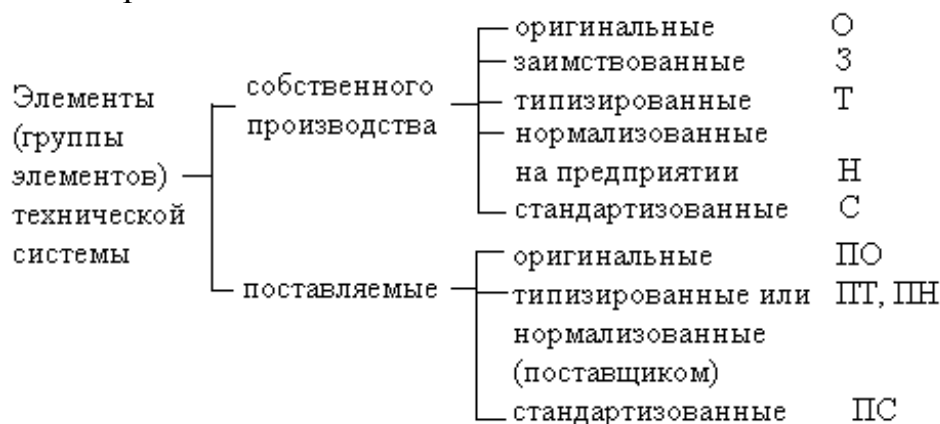 Элементы
(группы
элементов)
технической
системы
собственного
производства
оригинальные О
заимствованные З
типизированные Т
нормализованные
на предприятии Н
стандартизованные С
поставляемые
оригинальные ПО
типизированные или ПТ, ПН
нормализованные
(поставщиком)
стандартизованные ПС